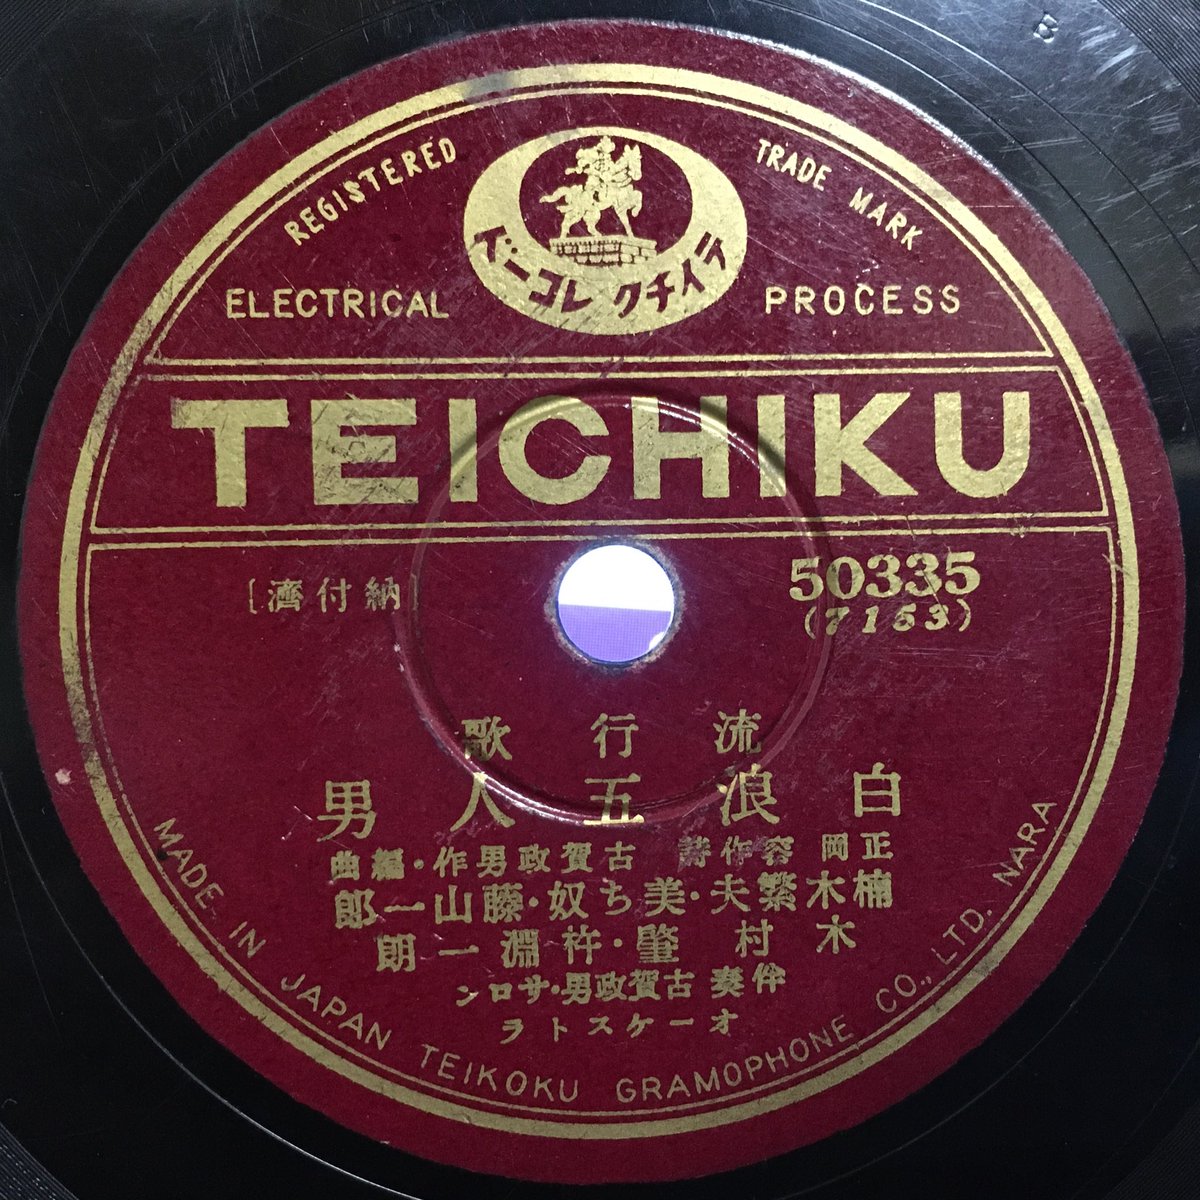 REGISTERED TRADE MARK
テイチク レコーズ
ELECTRICAL PROCESS
TEICHIKU
[納付濟]
50335
(7153)
流行歌
白浪五人男
正岡 容作詩 古賀政男作・編曲
楠木繁夫・美ち奴・藤山一郎
木村 肇・杵淵一朗
伴奏 古賀政男・サロン
オーケストラ
MADE IN JAPAN TEIKOKU GRAMOPHONE CO., LTD. NARA